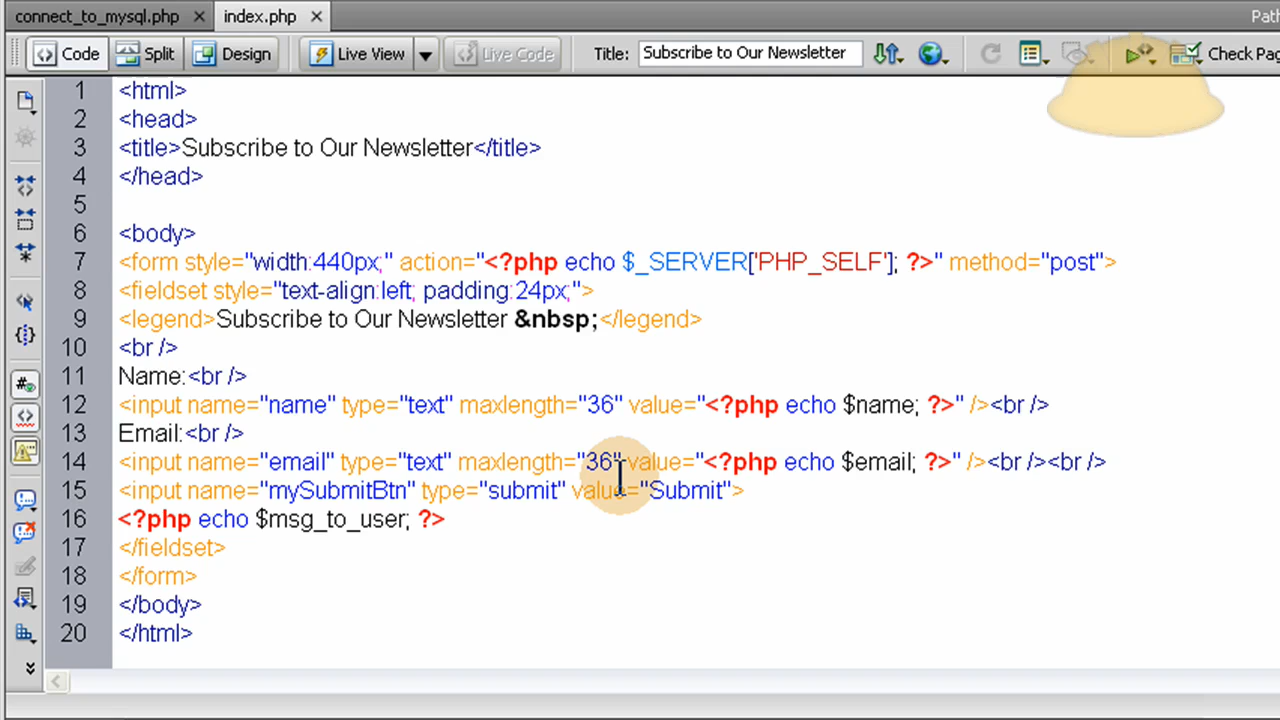 connect_to_mysql.php × index.php × Path
Code Split Design Live View Live Code Title: Subscribe to Our Newsletter Check Pag
1 <html>
2 <head>
3 <title>Subscribe to Our Newsletter</title>
4 </head>
5
6 <body>
7 <form style="width:440px;" action="<?php echo $_SERVER['PHP_SELF']; ?>" method="post">
8 <fieldset style="text-align:left; padding:24px;">
9 <legend>Subscribe to Our Newsletter &nbsp;</legend>
10 <br />
11 Name:<br />
12 <input name="name" type="text" maxlength="36" value="<?php echo $name; ?>" /><br />
13 Email:<br />
14 <input name="email" type="text" maxlength="36" value="<?php echo $email; ?>" /><br /><br />
15 <input name="mySubmitBtn" type="submit" value="Submit">
16 <?php echo $msg_to_user; ?>
17 </fieldset>
18 </form>
19 </body>
20 </html>